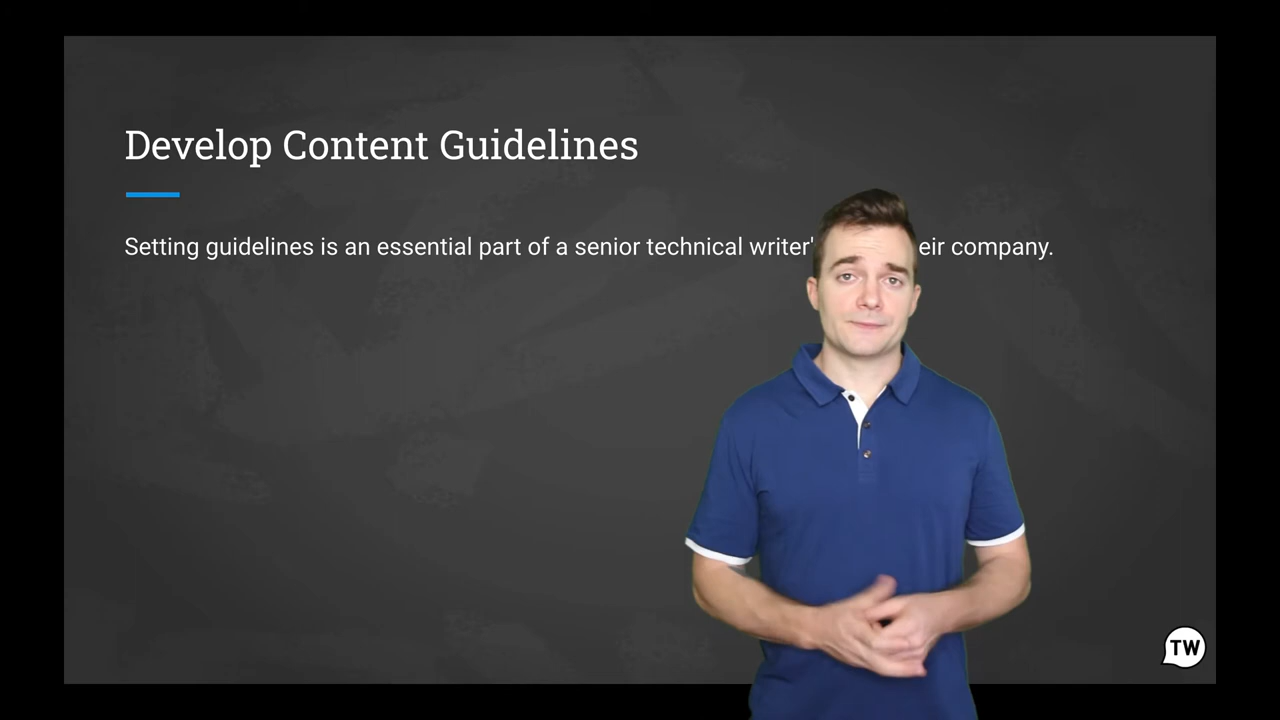 Develop Content Guidelines
Setting guidelines is an essential part of a senior technical writer' eir company.
TW